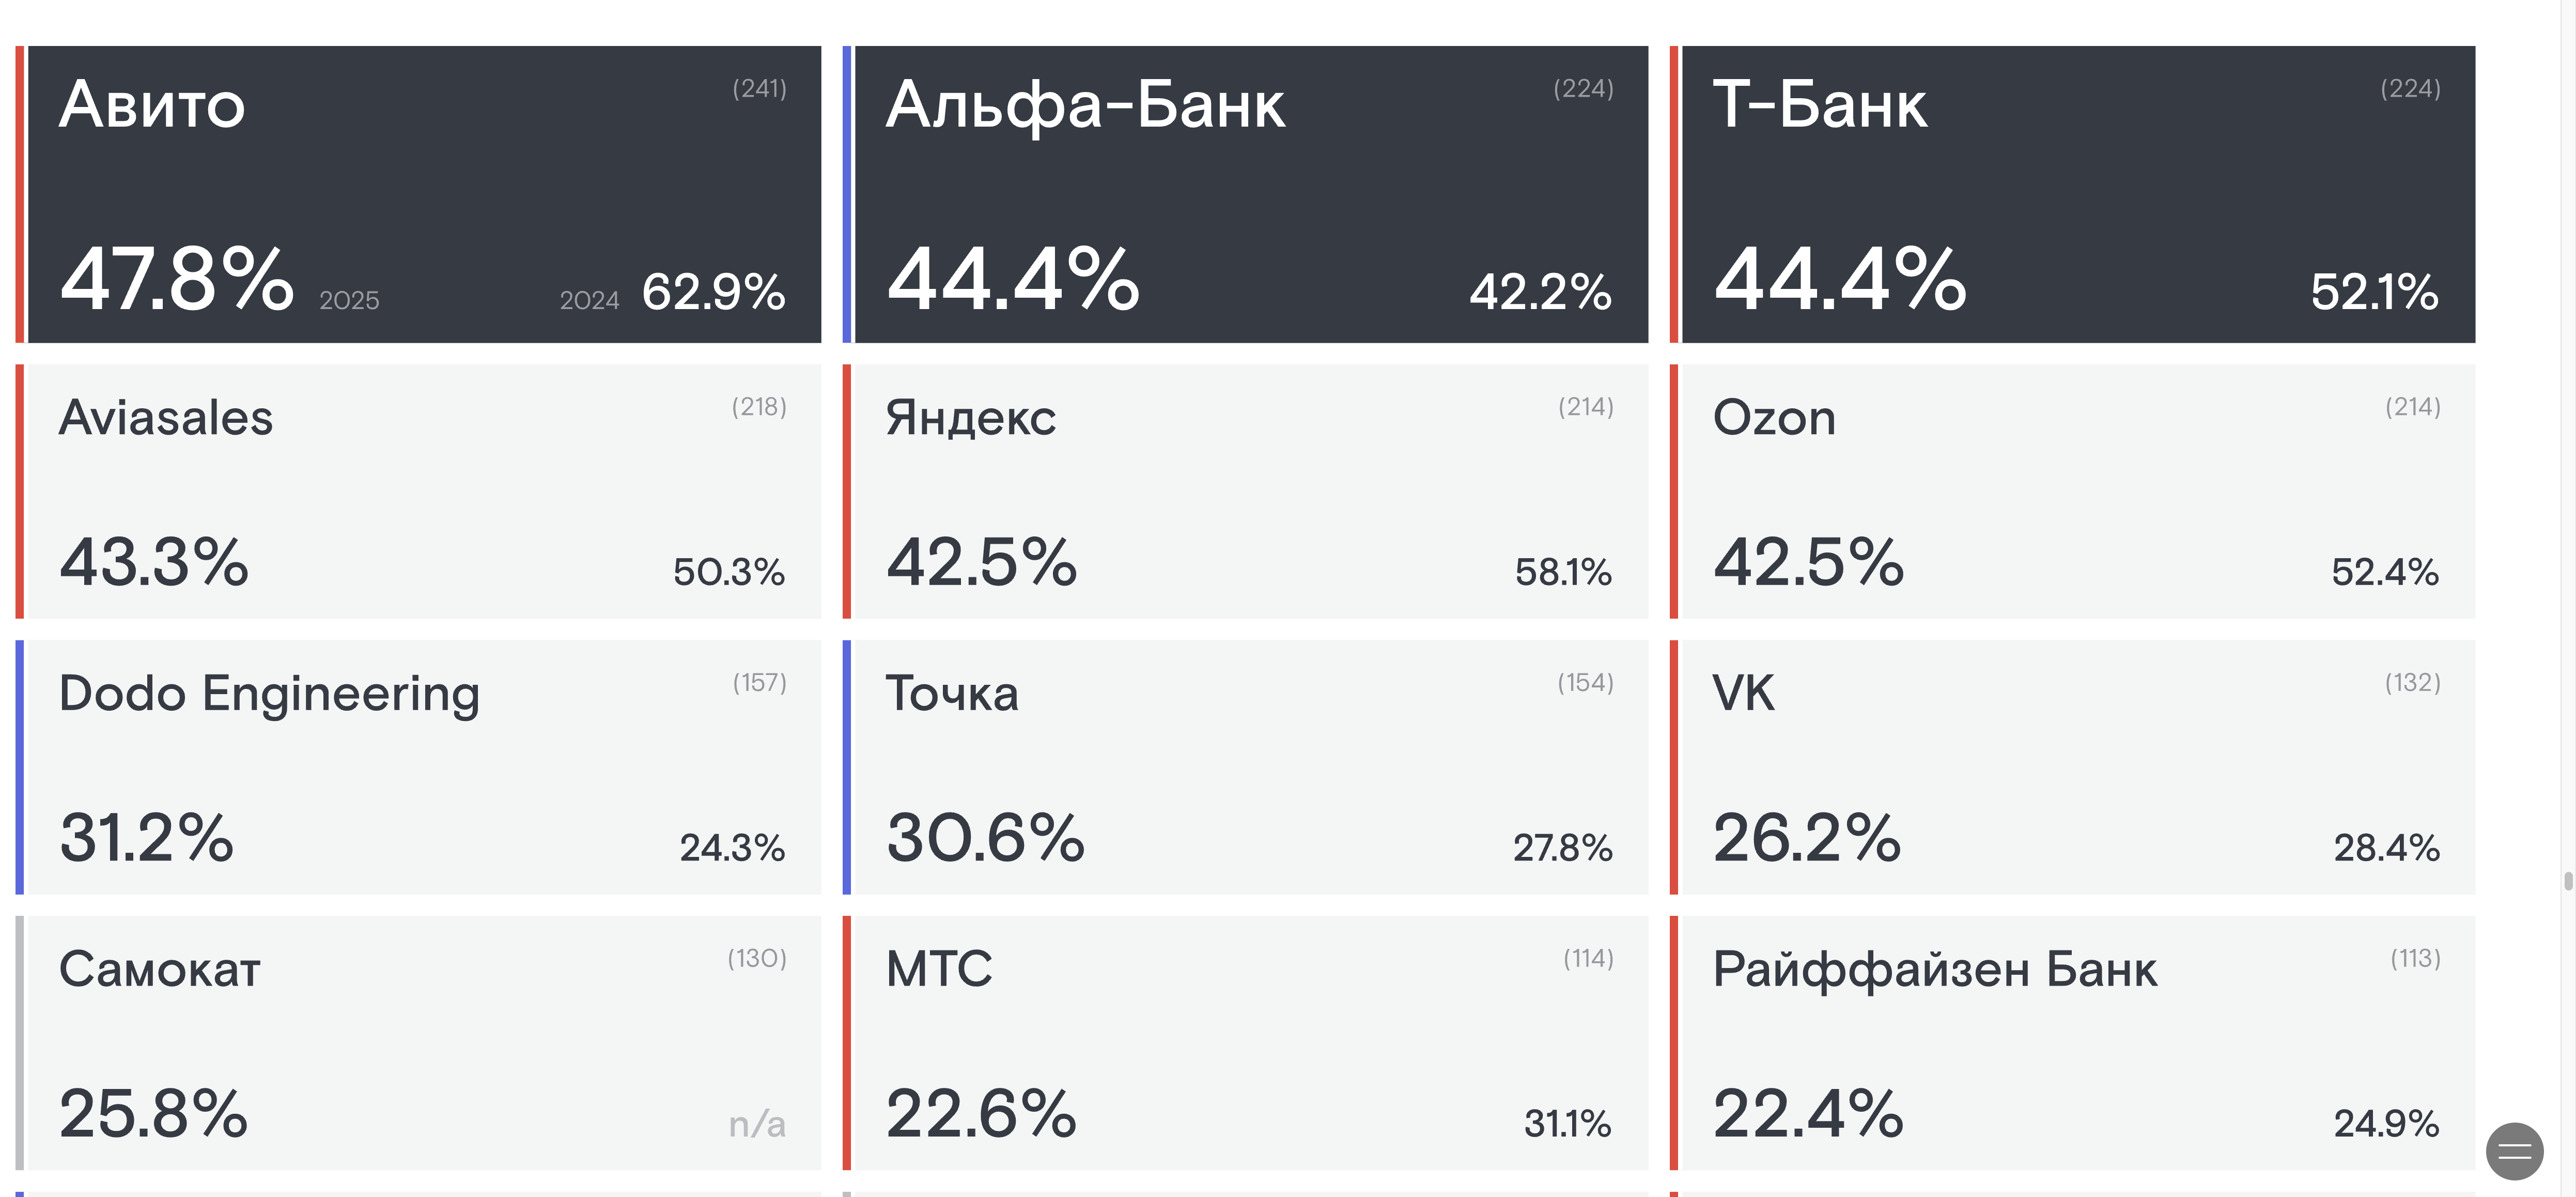 Авито (241)
47.8% 2025 2024 62.9%
Альфа-Банк (224)
44.4% 42.2%
Т-Банк (224)
44.4% 52.1%
Aviasales (218)
43.3% 50.3%
Яндекс (214)
42.5% 58.1%
Ozon (214)
42.5% 52.4%
Dodo Engineering (157)
31.2% 24.3%
Точка (154)
30.6% 27.8%
VK (132)
26.2% 28.4%
Самокат (130)
25.8% n/a
МТС (114)
22.6% 31.1%
Райффайзен Банк (113)
22.4% 24.9%